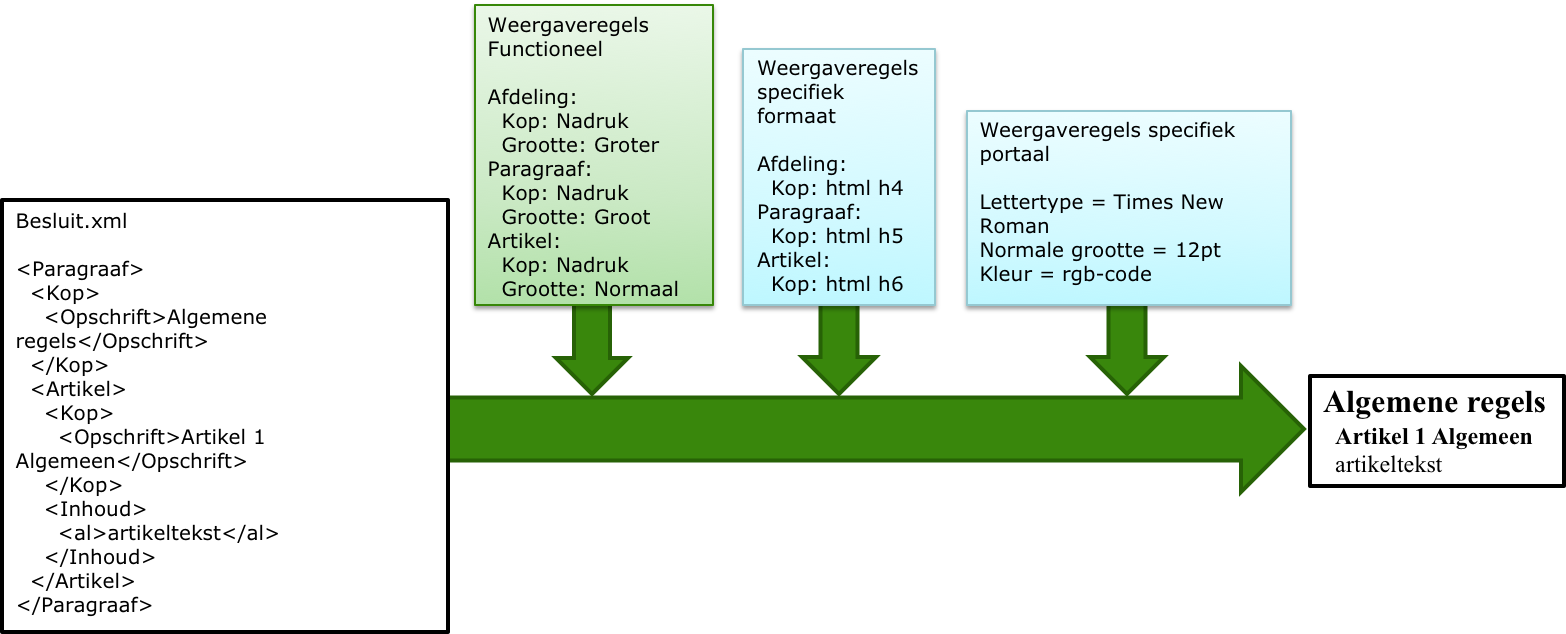 Besluit.xml
<Paragraaf>
<Kop>
<Opschrift>Algemene
regels</Opschrift>
</Kop>
<Artikel>
<Kop>
<Opschrift>Artikel 1
Algemeen</Opschrift>
</Kop>
<Inhoud>
<al>artikeltekst</al>
</Inhoud>
</Artikel>
</Paragraaf>
Weergaveregels
Functioneel
Afdeling:
Kop: Nadruk
Grootte: Groter
Paragraaf:
Kop: Nadruk
Grootte: Groot
Artikel:
Kop: Nadruk
Grootte: Normaal
Weergaveregels
specifiek
formaat
Afdeling:
Kop: html h4
Paragraaf:
Kop: html h5
Artikel:
Kop: html h6
Weergaveregels specifiek
portaal
Lettertype = Times New
Roman
Normale grootte = 12pt
Kleur = rgb-code
Algemene regels
Artikel 1 Algemeen
artikeltekst